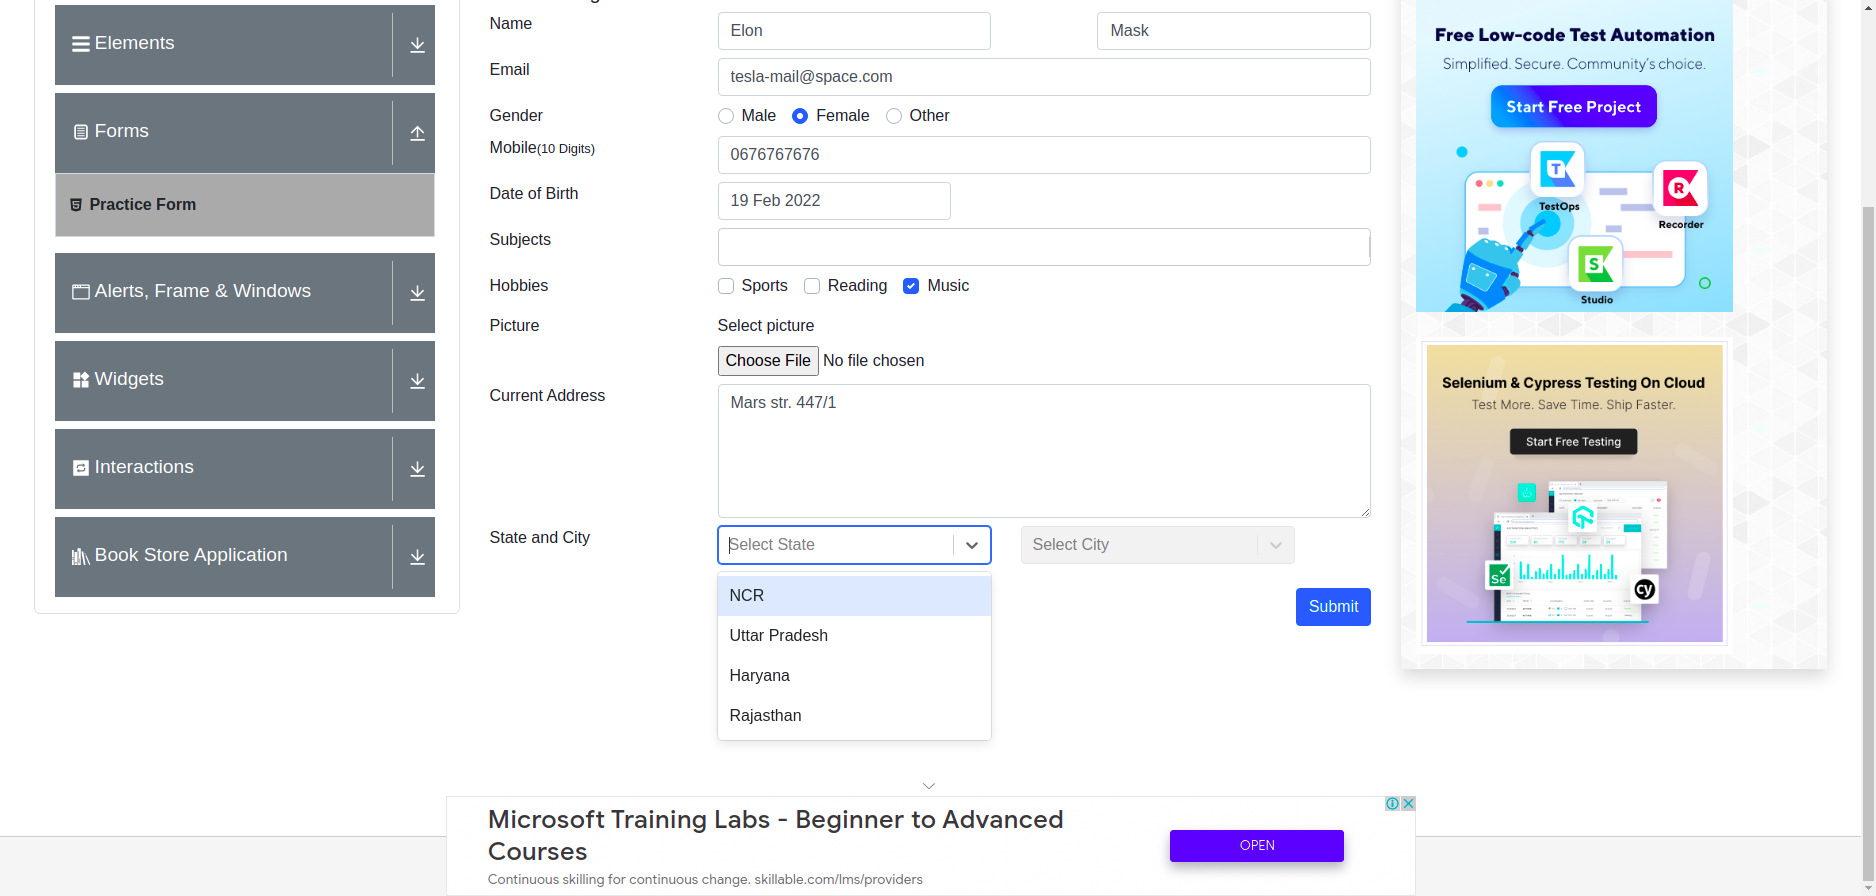 Elements
Forms
Practice Form
Alerts, Frame & Windows
Widgets
Interactions
Book Store Application
Name
Elon
Mask
Email
tesla-mail@space.com
Gender
Male
Female
Other
Mobile(10 Digits)
0676767676
Date of Birth
19 Feb 2022
Subjects
Hobbies
Sports
Reading
Music
Picture
Select picture
Choose File No file chosen
Current Address
Mars str. 447/1
State and City
Select State
Select City
NCR
Uttar Pradesh
Haryana
Rajasthan
Submit
Free Low-code Test Automation
Simplified. Secure. Community's choice.
Start Free Project
TestOps
Recorder
Studio
Selenium & Cypress Testing On Cloud
Test More. Save Time. Ship Faster.
Start Free Testing
Se
cy
Microsoft Training Labs - Beginner to Advanced
Courses
Continuous skilling for continuous change. skillable.com/lms/providers
OPEN